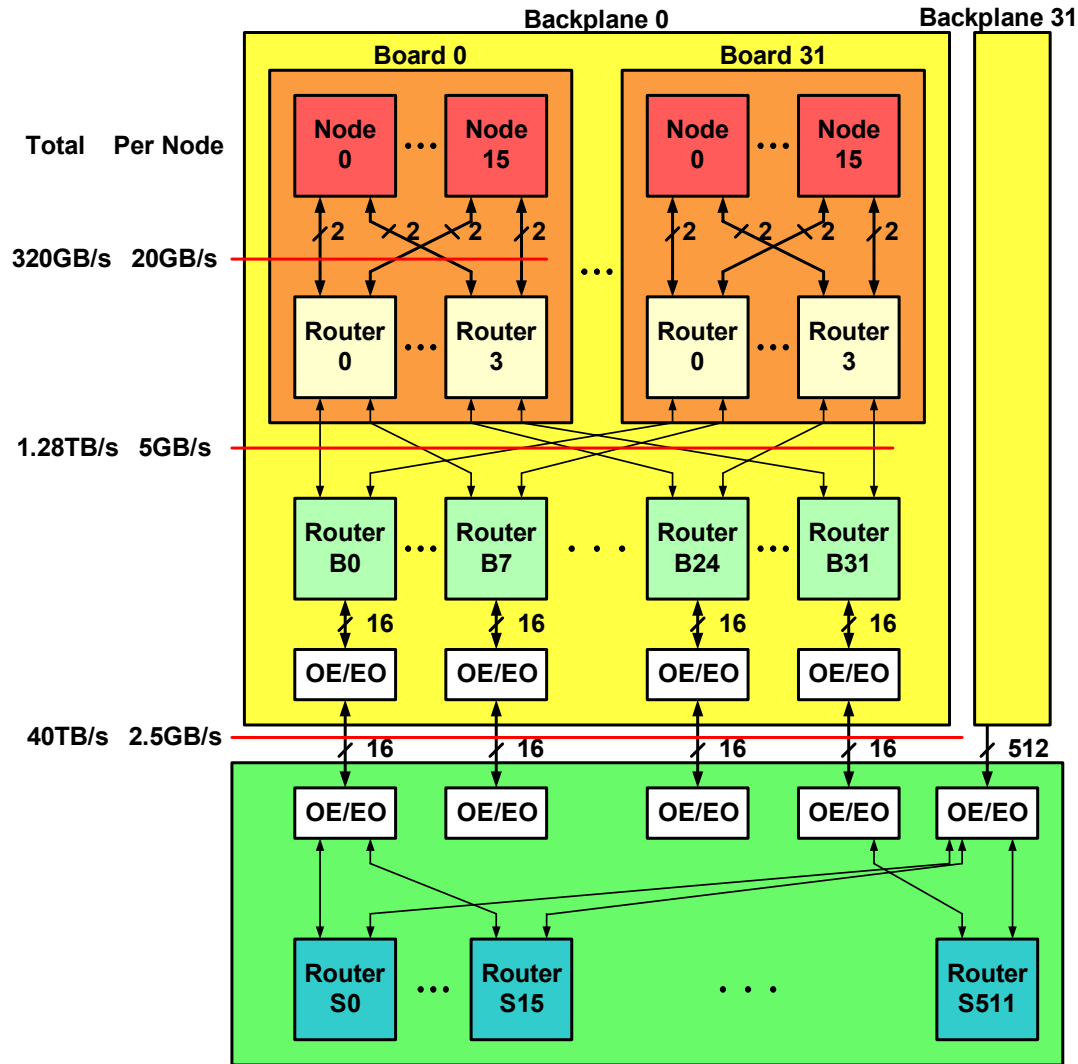 Backplane 0
Backplane 31
Board 0
Board 31
Total Per Node
Node
0
Node
15
Node
0
Node
15
2
2
2
2
2
2
2
2
320GB/s 20GB/s
Router
0
Router
3
Router
0
Router
3
1.28TB/s 5GB/s
Router
B0
Router
B7
Router
B24
Router
B31
16
16
16
16
OE/EO
OE/EO
OE/EO
OE/EO
40TB/s 2.5GB/s
16
16
16
16
512
OE/EO
OE/EO
OE/EO
OE/EO
OE/EO
Router
S0
Router
S15
Router
S511